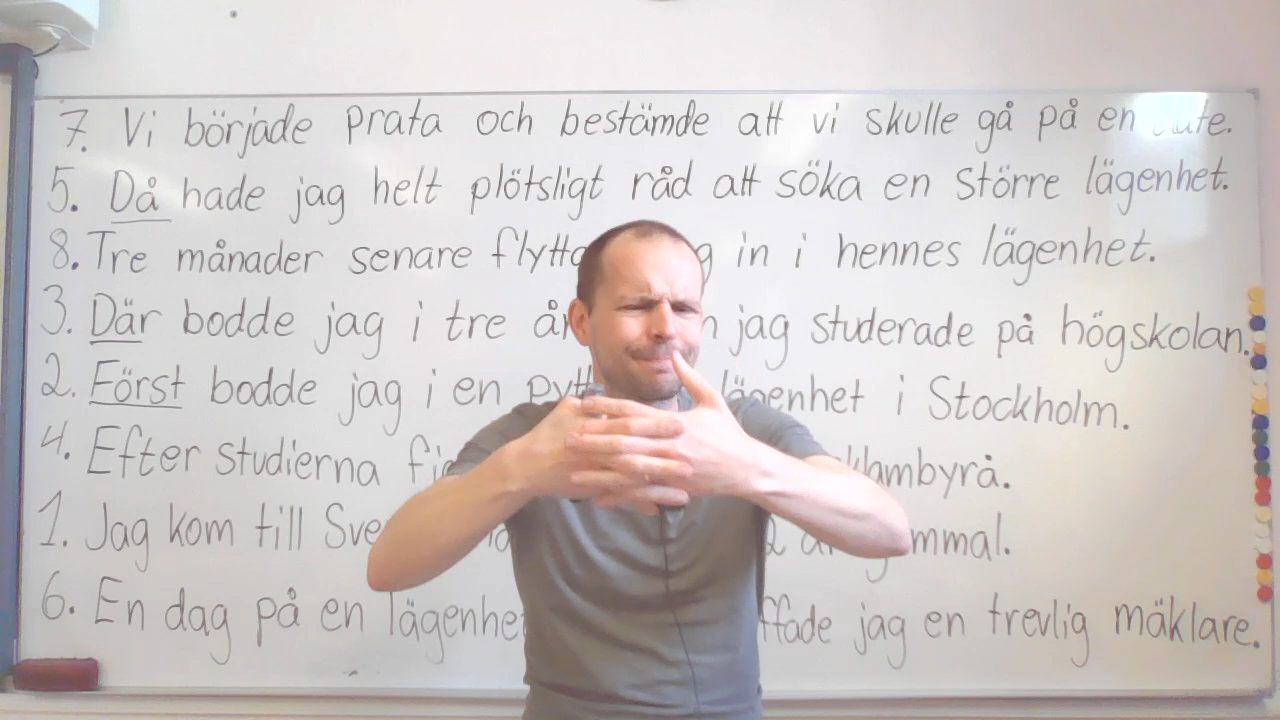 7. Vi började prata och bestämde att vi skulle gå på en
5. Då hade jag helt plötsligt råd att söka en större lägenhet.
8. Tre månader senare in i hennes lägenhet.
3. Där bodde jag i tre jag studerade på högskolan.
2. Först bodde jag i en lägenhet i Stockholm.
4. Efter studierna
1. Jag kom till
6. En dag på en jag en trevlig mäklare.